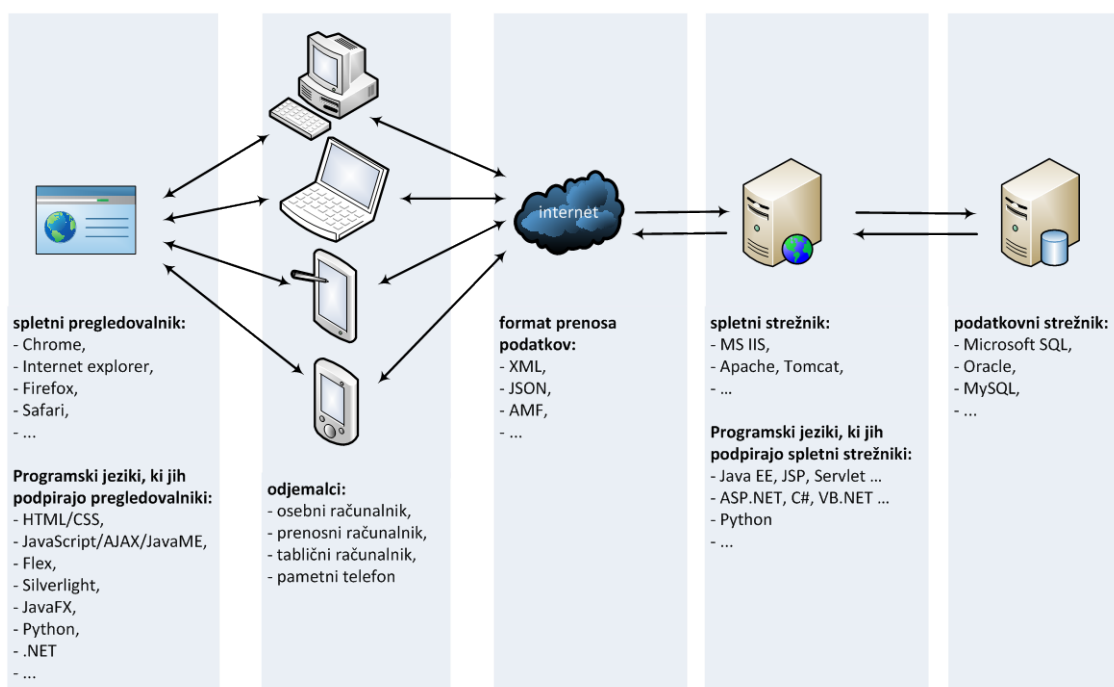 spletni pregledovalnik:
- Chrome,
- Internet explorer,
- Firefox,
- Safari,
- ...
Programski jeziki, ki jih
podpirajo pregledovalniki:
- HTML/CSS,
- JavaScript/AJAX/JavaME,
- Flex,
- Silverlight,
- JavaFX,
- Python,
- .NET
- ...
odjemalci:
- osebni računalnik,
- prenosni računalnik,
- tablični računalnik,
- pametni telefon
internet
format prenosa
podatkov:
- XML,
- JSON,
- AMF,
- ...
spletni strežnik:
- MS IIS,
- Apache, Tomcat,
- ...
Programski jeziki, ki jih
podpirajo spletni strežniki:
- Java EE, JSP, Servlet ...
- ASP.NET, C#, VB.NET ...
- Python
- ...
podatkovni strežnik:
- Microsoft SQL,
- Oracle,
- MySQL,
- ...